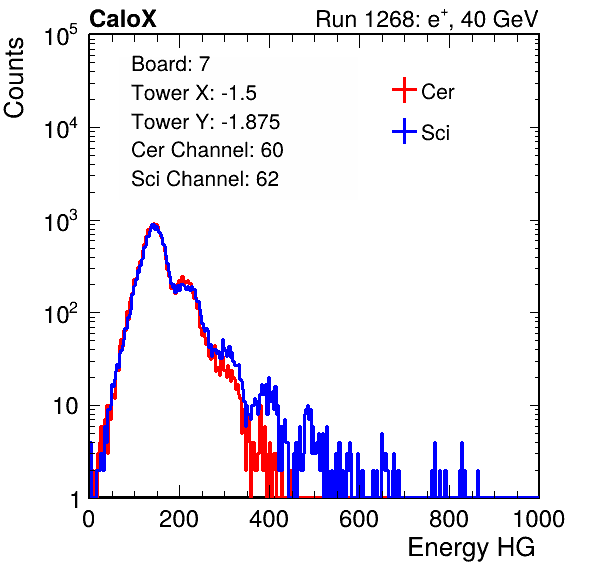 CaloX Run 1268: e⁺, 40 GeV
Counts
Board: 7
Tower X: -1.5
Tower Y: -1.875
Cer Channel: 60
Sci Channel: 62
Cer
Sci
10⁵
10⁴
10³
10²
10
1
0 200 400 600 800 1000
Energy HG